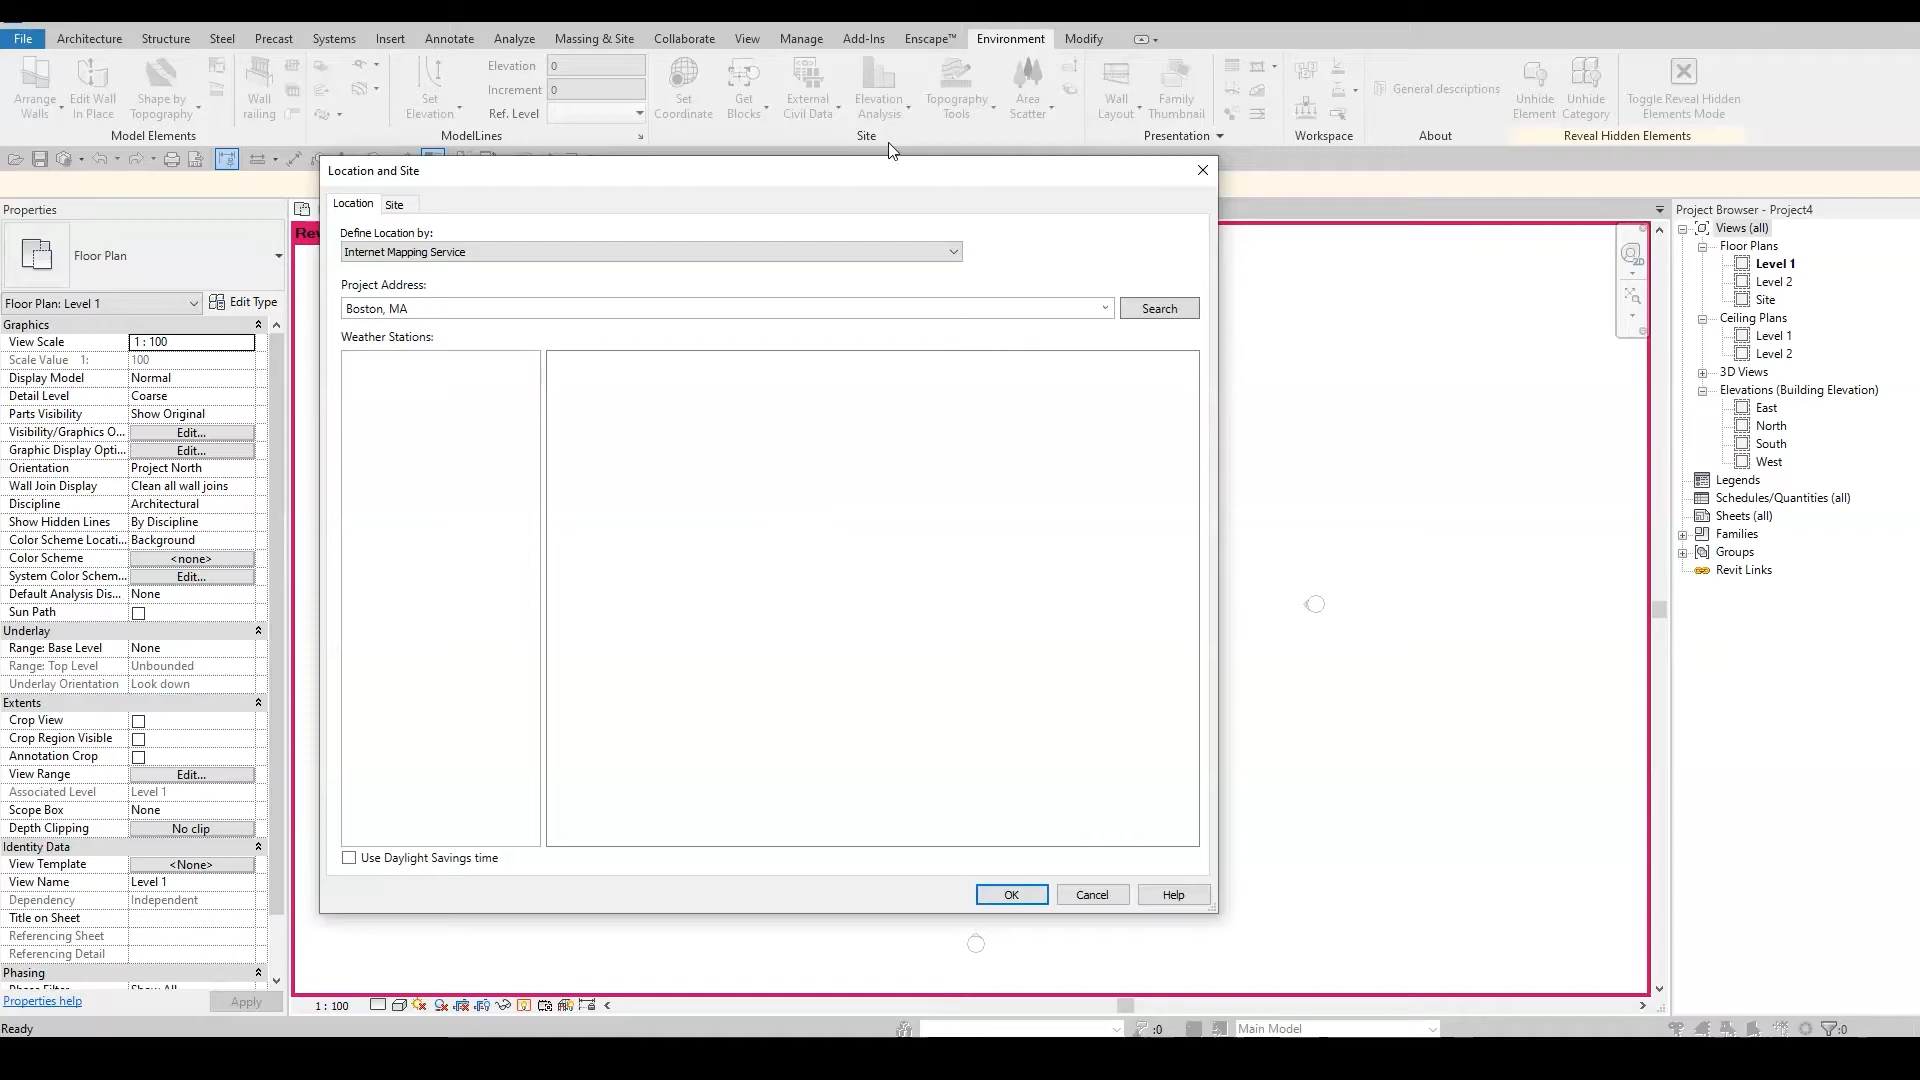 File Architecture Structure Steel Precast Systems Insert Annotate Analyze Massing & Site Collaborate View Manage Add-Ins Enscape™ Environment Modify
Arrange Walls
Edit Wall In Place
Shape by Topography
Wall railing
Set Elevation
Elevation 0
Increment 0
Ref. Level
Set Coordinate
Get Blocks
External Civil Data
Elevation Analysis
Topography Tools
Area Scatter
Wall Layout
Family Thumbnail
General descriptions
Unhide Element
Unhide Category
Toggle Reveal Hidden Elements Mode
Model Elements ModelLines Site Presentation Workspace About Reveal Hidden Elements
Properties
Floor Plan
Floor Plan: Level 1 Edit Type
Graphics
View Scale 1 : 100
Scale Value 1: 100
Display Model Normal
Detail Level Coarse
Parts Visibility Show Original
Visibility/Graphics O... Edit...
Graphic Display Opti... Edit...
Orientation Project North
Wall Join Display Clean all wall joins
Discipline Architectural
Show Hidden Lines By Discipline
Color Scheme Locati... Background
Color Scheme <none>
System Color Schem... Edit...
Default Analysis Dis... None
Sun Path
Underlay
Range: Base Level None
Range: Top Level Unbounded
Underlay Orientation Look down
Extents
Crop View
Crop Region Visible
Annotation Crop
View Range Edit...
Associated Level Level 1
Scope Box None
Depth Clipping No clip
Identity Data
View Template <None>
View Name Level 1
Dependency Independent
Title on Sheet
Referencing Sheet
Referencing Detail
Phasing
Properties help Apply
Ready
Location and Site
Location Site
Define Location by:
Internet Mapping Service
Project Address:
Boston, MA Search
Weather Stations:
Use Daylight Savings time
OK Cancel Help
1 : 100
:0 Main Model :0
Project Browser - Project4
Views (all)
Floor Plans
Level 1
Level 2
Site
Ceiling Plans
Level 1
Level 2
3D Views
Elevations (Building Elevation)
East
North
South
West
Legends
Schedules/Quantities (all)
Sheets (all)
Families
Groups
Revit Links